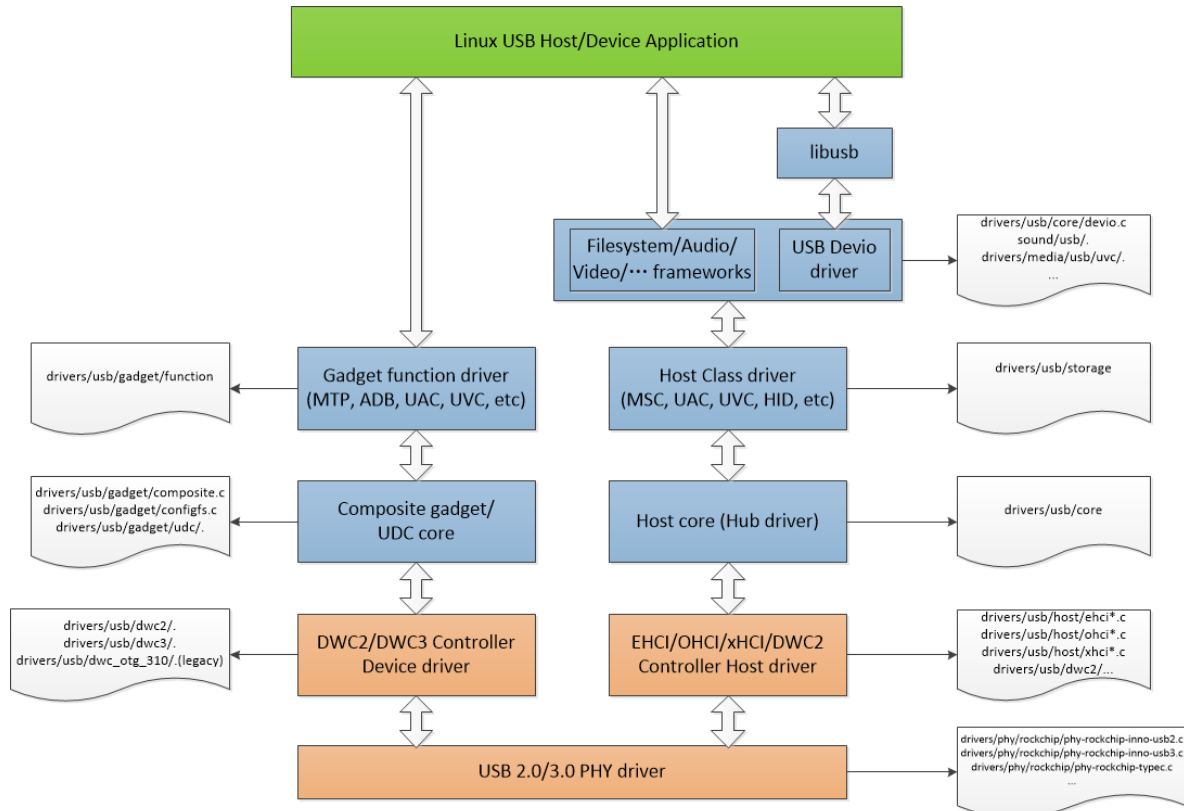 Linux USB Host/Device Application
libusb
Filesystem/Audio/
Video/··· frameworks
USB Devio
driver
drivers/usb/core/devio.c
sound/usb/.
drivers/media/usb/uvc/.
...
drivers/usb/gadget/function
Gadget function driver
(MTP, ADB, UAC, UVC, etc)
Host Class driver
(MSC, UAC, UVC, HID, etc)
drivers/usb/storage
drivers/usb/gadget/composite.c
drivers/usb/gadget/configfs.c
drivers/usb/gadget/udc/.
Composite gadget/
UDC core
Host core (Hub driver)
drivers/usb/core
drivers/usb/dwc2/.
drivers/usb/dwc3/.
drivers/usb/dwc_otg_310/.(legacy)
DWC2/DWC3 Controller
Device driver
EHCI/OHCI/xHCI/DWC2
Controller Host driver
drivers/usb/host/ehci*.c
drivers/usb/host/ohci*.c
drivers/usb/host/xhci*.c
drivers/usb/dwc2/...
USB 2.0/3.0 PHY driver
drivers/phy/rockchip/phy-rockchip-inno-usb2.c
drivers/phy/rockchip/phy-rockchip-inno-usb3.c
drivers/phy/rockchip/phy-rockchip-typec.c
...